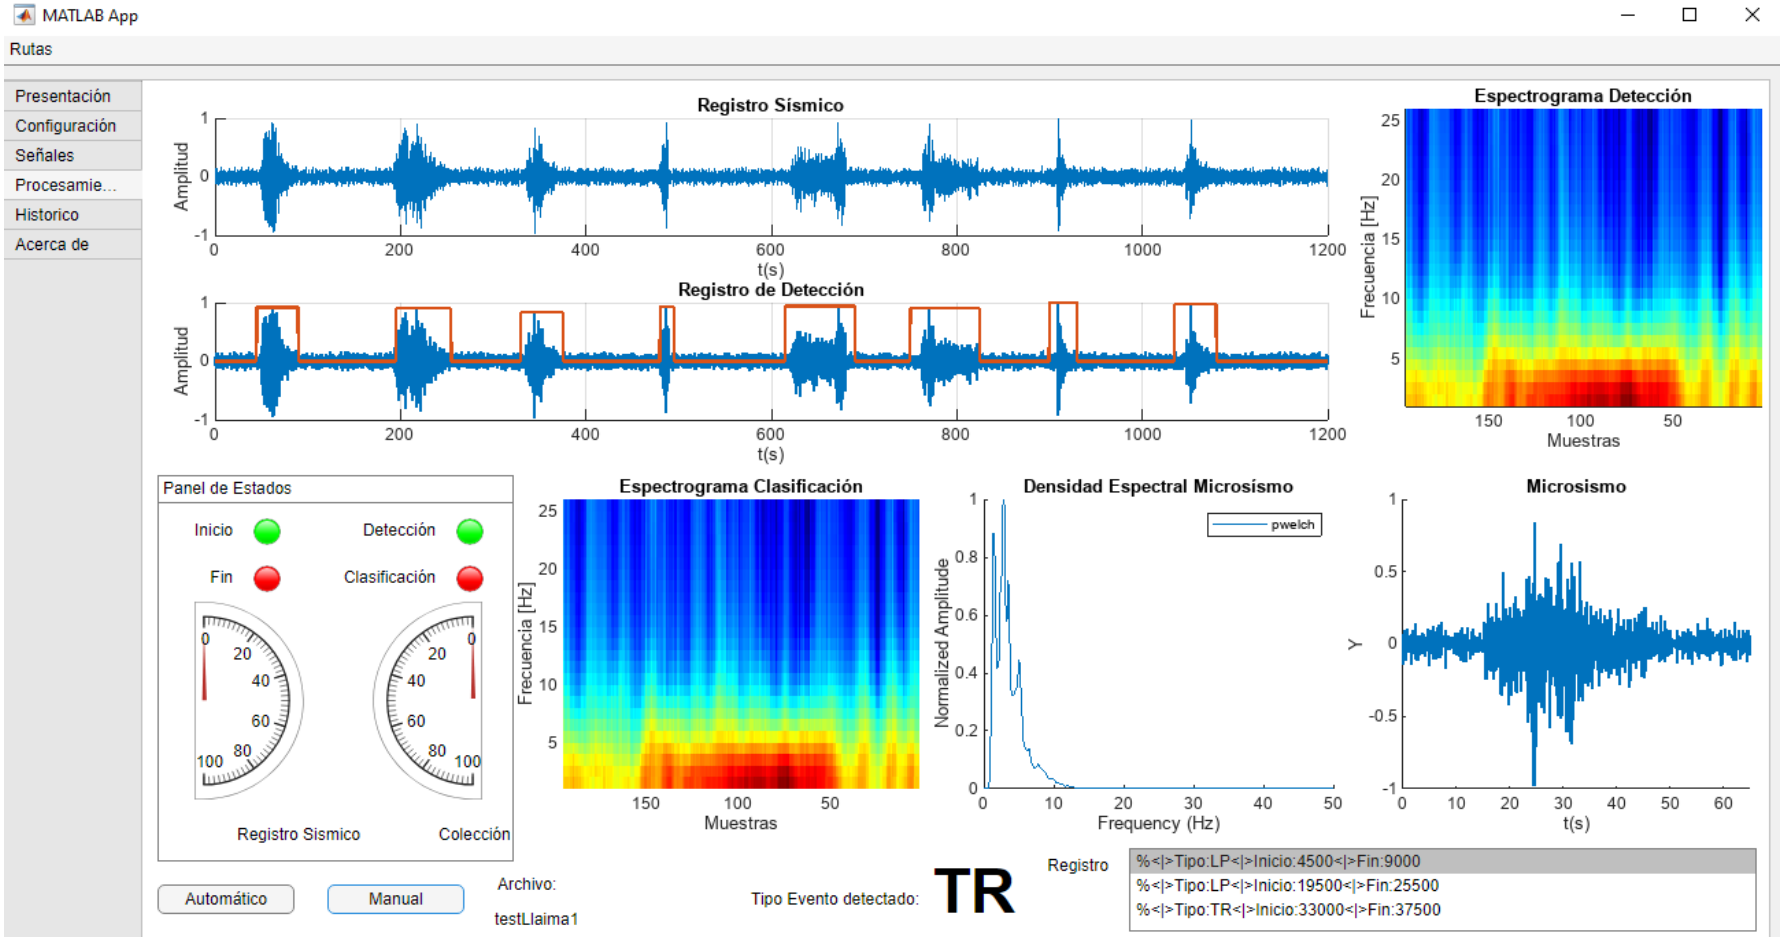 MATLAB App
Rutas
Presentación
Configuración
Señales
Procesamie...
Historico
Acerca de
Registro Sísmico
Amplitud
1
0
-1
0 200 400 600 800 1000 1200
t(s)
Registro de Detección
Amplitud
1
0
-1
0 200 400 600 800 1000 1200
t(s)
Espectrograma Detección
Frecuencia [Hz]
25
20
15
10
5
150 100 50
Muestras
Panel de Estados
Inicio Detección
Fin Clasificación
0 20 40 60 80 100
0 20 40 60 80 100
Registro Sismico Colección
Espectrograma Clasificación
Frecuencia [Hz]
25
20
15
10
5
150 100 50
Muestras
Densidad Espectral Microsísmo
pwelch
Normalized Amplitude
1
0.8
0.6
0.4
0.2
0
0 10 20 30 40 50
Frequency (Hz)
Microsismo
Y
1
0.5
0
-0.5
-1
0 10 20 30 40 50 60
t(s)
Automático
Manual
Archivo:
testLlaima1
Tipo Evento detectado: TR
Registro
%<|>Tipo:LP<|>Inicio:4500<|>Fin:9000
%<|>Tipo:LP<|>Inicio:19500<|>Fin:25500
%<|>Tipo:TR<|>Inicio:33000<|>Fin:37500